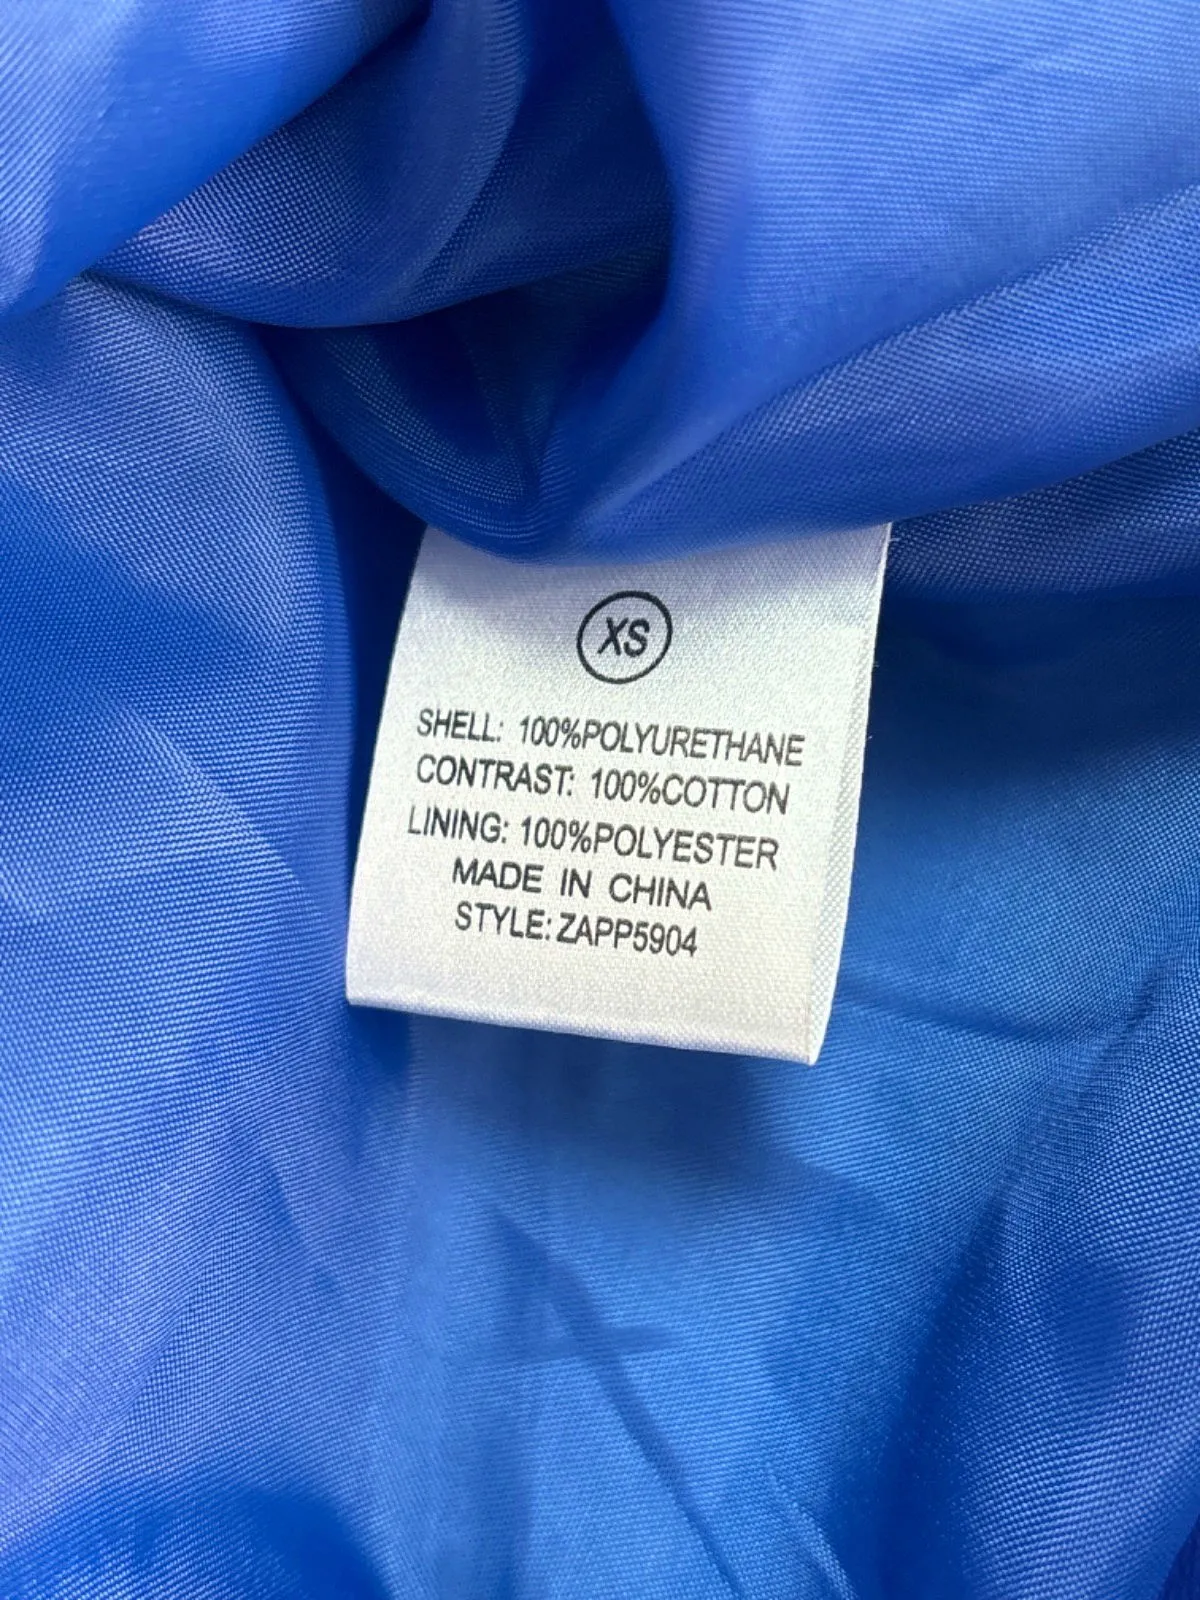 XS
SHELL: 100%POLYURETHANE
CONTRAST: 100%COTTON
LINING: 100%POLYESTER
MADE IN CHINA
STYLE: ZAPP5904